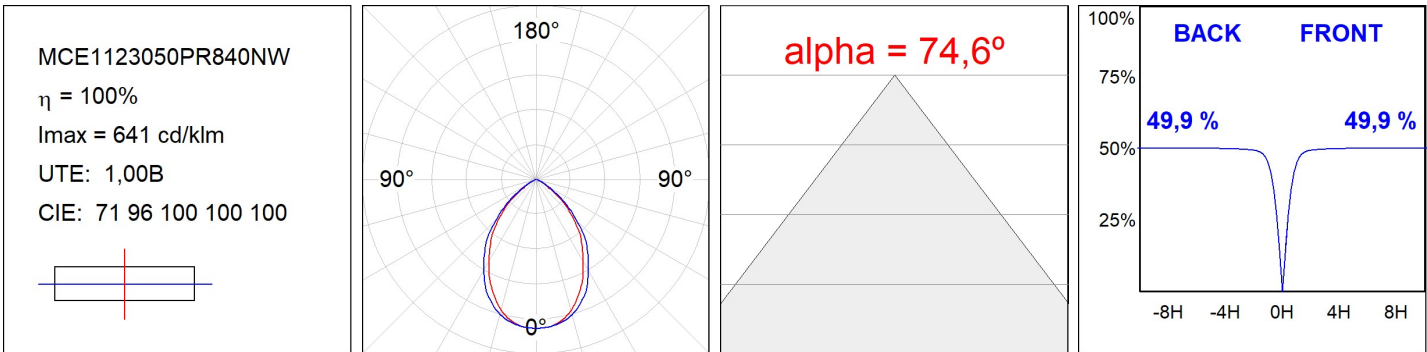 MCE1123050PR840NW
η = 100%
Imax = 641 cd/klm
UTE: 1,00B
CIE: 71 96 100 100 100
180°
90°
90°
0°
alpha = 74,6º
100%
BACK
FRONT
75%
49,9 %
49,9 %
50%
25%
-8H
-4H
0H
4H
8H